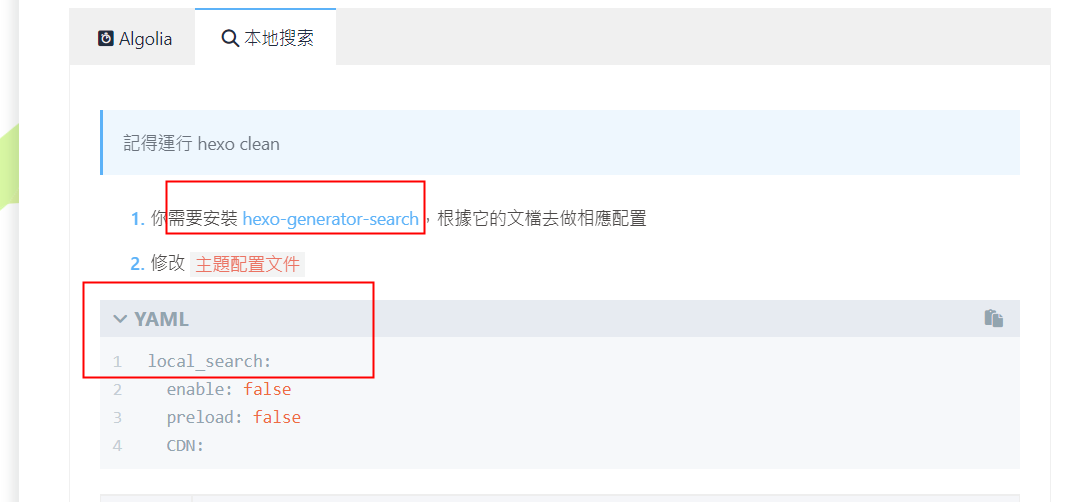 Algolia 本地搜索
記得運行 hexo clean
1. 你需要安裝 hexo-generator-search，根據它的文檔去做相應配置
2. 修改 主題配置文件
YAML
1 local_search:
2 enable: false
3 preload: false
4 CDN: